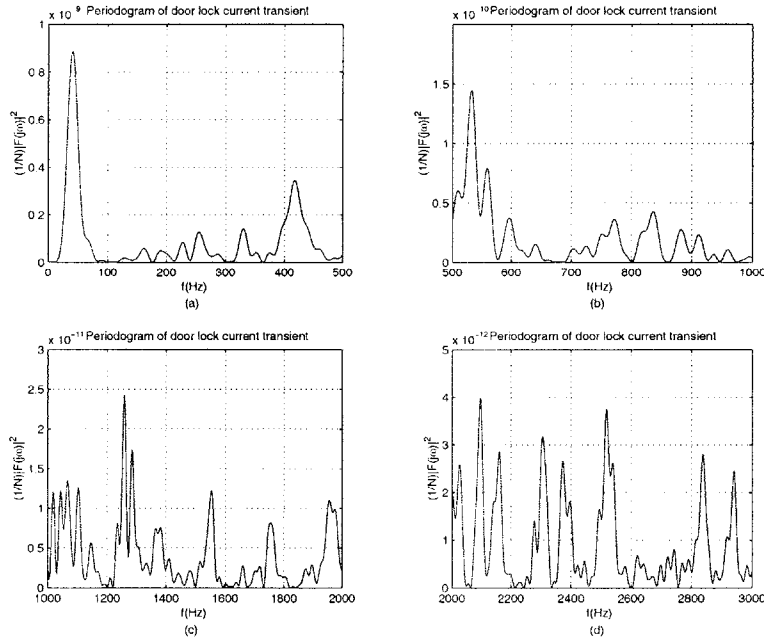 x 10⁻⁹ Periodogram of door lock current transient
1
0.8
0.6
0.4
0.2
0
0 100 200 300 400 500
(1/N)|F(jω)|²
f(Hz)
(a)
x 10⁻¹⁰ Periodogram of door lock current transient
2
1.5
1
0.5
0
500 600 700 800 900 1000
(1/N)|F(jω)|²
f(Hz)
(b)
x 10⁻¹¹ Periodogram of door lock current transient
3
2.5
2
1.5
1
0.5
0
1000 1200 1400 1600 1800 2000
(1/N)|F(jω)|²
f(Hz)
(c)
x 10⁻¹² Periodogram of door lock current transient
5
4
3
2
1
0
2000 2200 2400 2600 2800 3000
(1/N)|F(jω)|²
f(Hz)
(d)